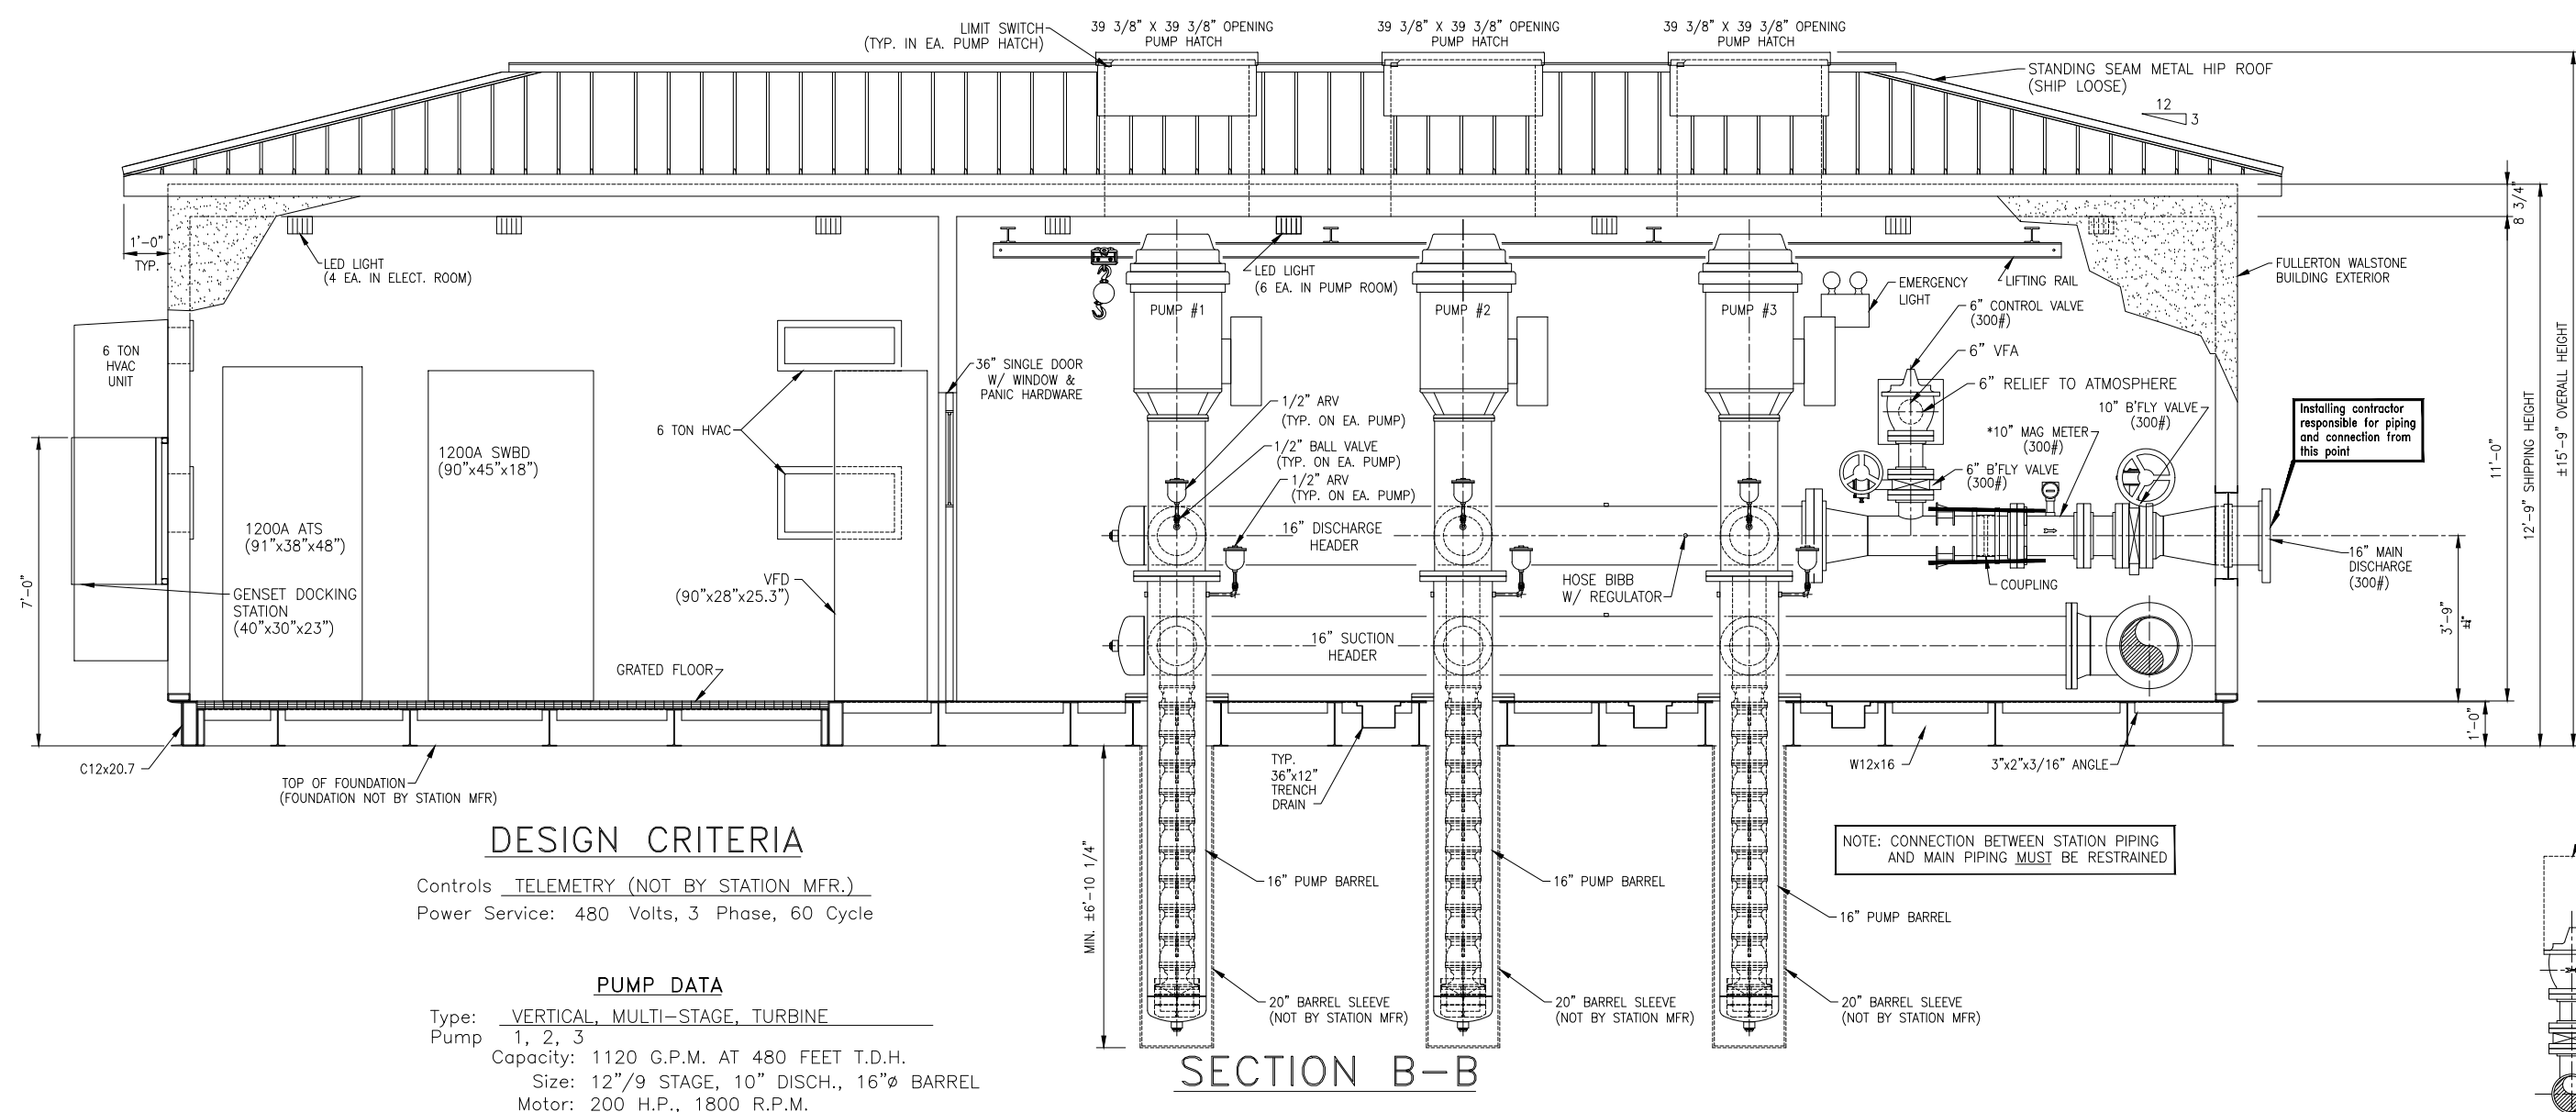 LIMIT SWITCH
(TYP. IN EA. PUMP HATCH)
39 3/8" X 39 3/8" OPENING
PUMP HATCH
39 3/8" X 39 3/8" OPENING
PUMP HATCH
39 3/8" X 39 3/8" OPENING
PUMP HATCH
STANDING SEAM METAL HIP ROOF
(SHIP LOOSE)
12
3
8 3/4"
1'-0"
TYP.
LED LIGHT
(4 EA. IN ELECT. ROOM)
LED LIGHT
(6 EA. IN PUMP ROOM)
LIFTING RAIL
FULLERTON WALSTONE
BUILDING EXTERIOR
EMERGENCY
LIGHT
PUMP #1
PUMP #2
PUMP #3
6" CONTROL VALVE
(300#)
6" VFA
6" RELIEF TO ATMOSPHERE
10" B'FLY VALVE
(300#)
*10" MAG METER
(300#)
6" B'FLY VALVE
(300#)
Installing contractor
responsible for piping
and connection from
this point
6 TON
HVAC
UNIT
36" SINGLE DOOR
W/ WINDOW &
PANIC HARDWARE
6 TON HVAC
1/2" ARV
(TYP. ON EA. PUMP)
1/2" BALL VALVE
(TYP. ON EA. PUMP)
1/2" ARV
(TYP. ON EA. PUMP)
1200A SWBD
(90"x45"x18")
1200A ATS
(91"x38"x48")
GENSET DOCKING
STATION
(40"x30"x23")
VFD
(90"x28"x25.3")
16" DISCHARGE
HEADER
HOSE BIBB
W/ REGULATOR
COUPLING
16" MAIN
DISCHARGE
(300#)
16" SUCTION
HEADER
GRATED FLOOR
7'-0"
11'-0"
12'-9" SHIPPING HEIGHT
±15'-9" OVERALL HEIGHT
3'-9"
1'-0"
C12x20.7
TOP OF FOUNDATION
(FOUNDATION NOT BY STATION MFR)
TYP.
36"x12"
TRENCH
DRAIN
W12x16
3"x2"x3/16" ANGLE
MIN. ±6'-10 1/4"
NOTE: CONNECTION BETWEEN STATION PIPING
AND MAIN PIPING MUST BE RESTRAINED
16" PUMP BARREL
16" PUMP BARREL
16" PUMP BARREL
20" BARREL SLEEVE
(NOT BY STATION MFR)
20" BARREL SLEEVE
(NOT BY STATION MFR)
20" BARREL SLEEVE
(NOT BY STATION MFR)
SECTION B-B
DESIGN CRITERIA
Controls TELEMETRY (NOT BY STATION MFR.)
Power Service: 480 Volts, 3 Phase, 60 Cycle
PUMP DATA
Type: VERTICAL, MULTI-STAGE, TURBINE
Pump 1, 2, 3
Capacity: 1120 G.P.M. AT 480 FEET T.D.H.
Size: 12"/9 STAGE, 10" DISCH., 16"ø BARREL
Motor: 200 H.P., 1800 R.P.M.